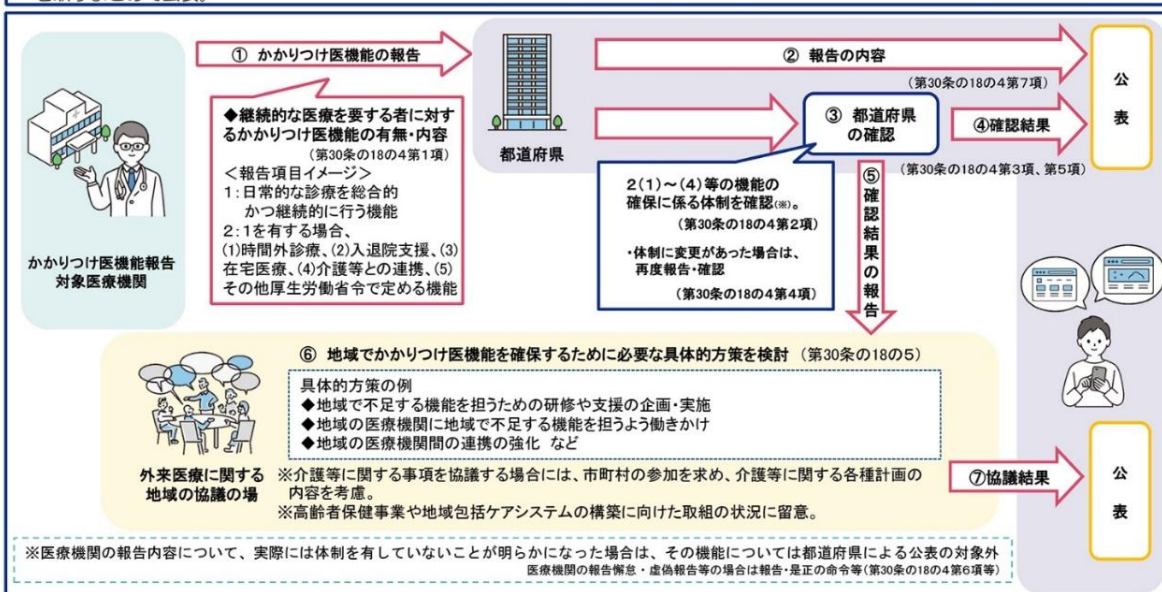 ① かかりつけ医機能の報告
② 報告の内容
(第30条の18の4第7項)
公
表
◆継続的な医療を要する者に対す
るかかりつけ医機能の有無・内容
(第30条の18の4第1項)
<報告項目イメージ>
1:日常的な診療を総合的
かつ継続的に行う機能
2:1を有する場合、
(1)時間外診療、(2)入退院支援、(3)
在宅医療、(4)介護等との連携、(5)
その他厚生労働省令で定める機能
かかりつけ医機能報告
対象医療機関
都道府県
③ 都道府県
の確認
④確認結果
(第30条の18の4第3項、第5項)
2(1)~(4)等の機能の
確保に係る体制を確認(※)。
(第30条の18の4第2項)
・体制に変更があった場合は、
再度報告・確認
(第30条の18の4第4項)
⑤確認結果の報告
⑥ 地域でかかりつけ医機能を確保するために必要な具体的方策を検討 (第30条の18の5)
具体的方策の例
◆地域で不足する機能を担うための研修や支援の企画・実施
◆地域の医療機関に地域で不足する機能を担うよう働きかけ
◆地域の医療機関間の連携の強化 など
外来医療に関する
地域の協議の場
※介護等に関する事項を協議する場合には、市町村の参加を求め、介護等に関する各種計画の
内容を考慮。
※高齢者保健事業や地域包括ケアシステムの構築に向けた取組の状況に留意。
⑦協議結果
公
表
※医療機関の報告内容について、実際には体制を有していないことが明らかになった場合は、その機能については都道府県による公表の対象外
医療機関の報告懈怠・虚偽報告等の場合は報告・是正の命令等(第30条の18の4第6項等)